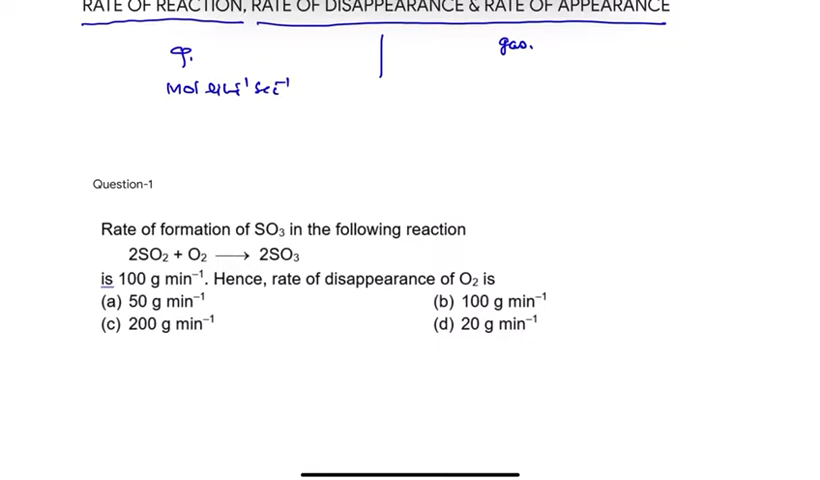 RATE OF REACTION, RATE OF DISAPPEARANCE & RATE OF APPEARANCE
gas.
Question-1
Rate of formation of SO₃ in the following reaction
2SO₂ + O₂ ⟶ 2SO₃
is 100 g min⁻¹. Hence, rate of disappearance of O₂ is
(a) 50 g min⁻¹ (b) 100 g min⁻¹
(c) 200 g min⁻¹ (d) 20 g min⁻¹